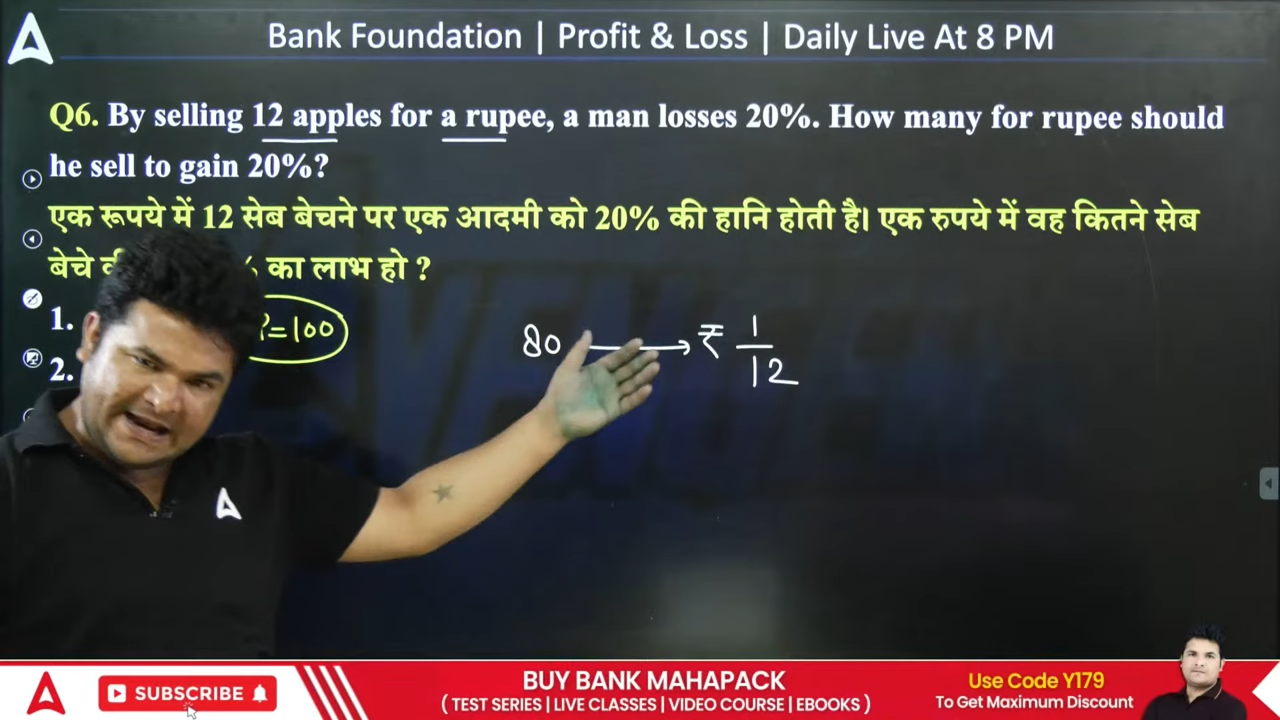 Bank Foundation | Profit & Loss | Daily Live At 8 PM
Q6. By selling 12 apples for a rupee, a man losses 20%. How many for rupee should
he sell to gain 20%?
एक रूपये में 12 सेब बेचने पर एक आदमी को 20% की हानि होती है। एक रुपये में वह कितने सेब
बेचे का लाभ हो ?
1. =100
2.
80 → ₹ 1/12
SUBSCRIBE
BUY BANK MAHAPACK
( TEST SERIES | LIVE CLASSES | VIDEO COURSE | EBOOKS )
Use Code Y179
To Get Maximum Discount